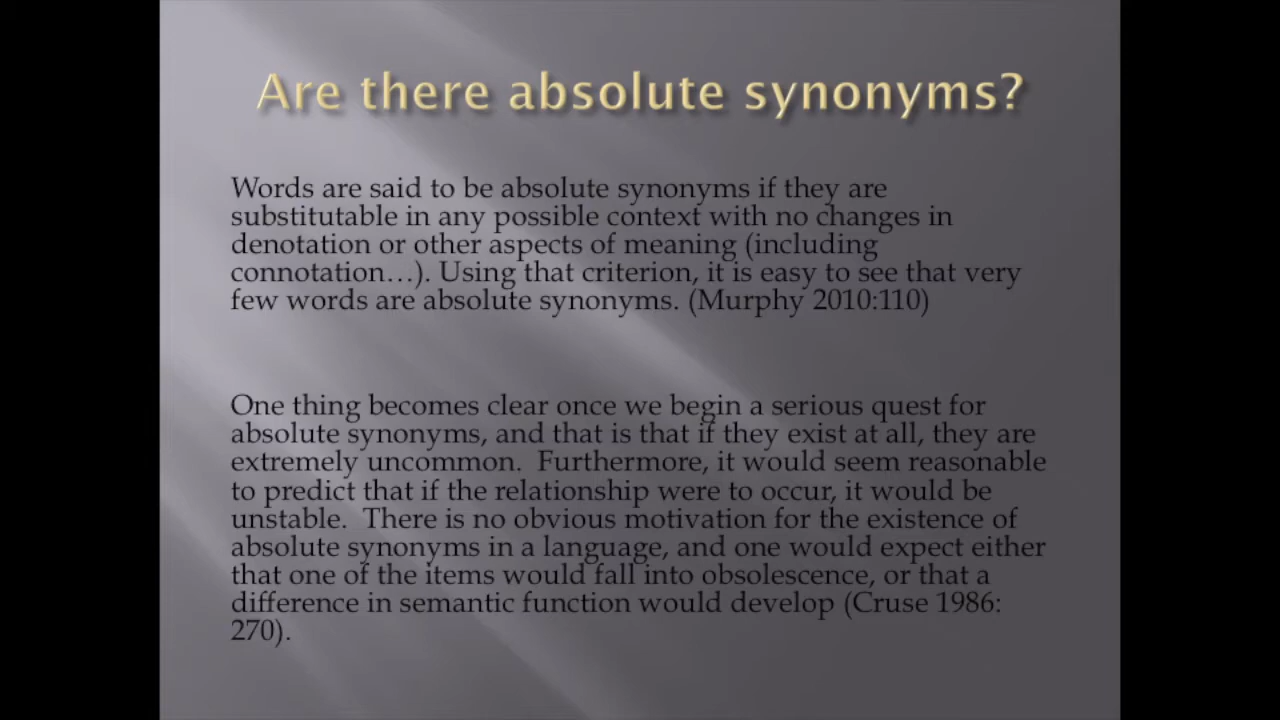 Are there absolute synonyms?
Words are said to be absolute synonyms if they are
substitutable in any possible context with no changes in
denotation or other aspects of meaning (including
connotation…). Using that criterion, it is easy to see that very
few words are absolute synonyms. (Murphy 2010:110)
One thing becomes clear once we begin a serious quest for
absolute synonyms, and that is that if they exist at all, they are
extremely uncommon.  Furthermore, it would seem reasonable
to predict that if the relationship were to occur, it would be
unstable.  There is no obvious motivation for the existence of
absolute synonyms in a language, and one would expect either
that one of the items would fall into obsolescence, or that a
difference in semantic function would develop (Cruse 1986:
270).